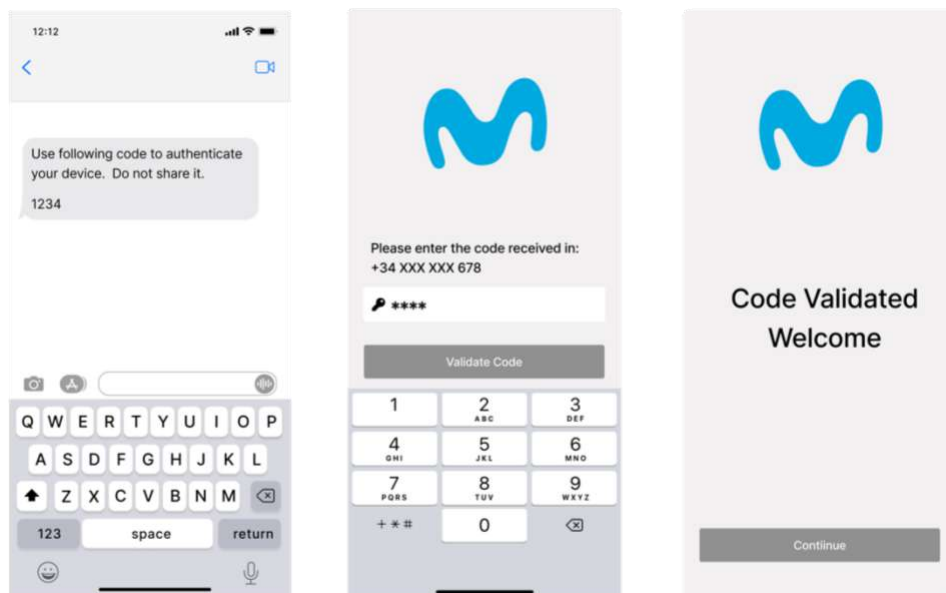 12:12
Use following code to authenticate
your device. Do not share it.
1234
Q W E R T Y U I O P
A S D F G H J K L
Z X C V B N M
123 space return
Please enter the code received in:
+34 XXX XXX 678
****
Validate Code
1 2 3
ABC DEF
4 5 6
GHI JKL MNO
7 8 9
PQRS TUV WXYZ
+ * # 0
Code Validated
Welcome
Contiinue